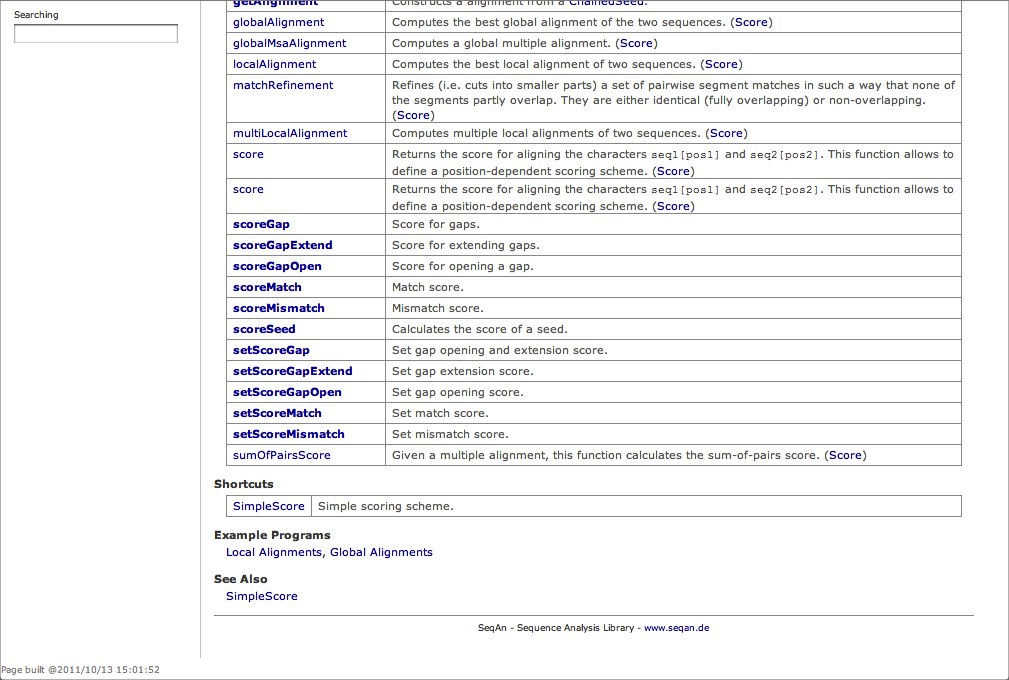 Searching
getAlignment Constructs a alignment from a ChainedSeed.
globalAlignment Computes the best global alignment of the two sequences. (Score)
globalMsaAlignment Computes a global multiple alignment. (Score)
localAlignment Computes the best local alignment of two sequences. (Score)
matchRefinement Refines (i.e. cuts into smaller parts) a set of pairwise segment matches in such a way that none of
the segments partly overlap. They are either identical (fully overlapping) or non-overlapping.
(Score)
multiLocalAlignment Computes multiple local alignments of two sequences. (Score)
score Returns the score for aligning the characters seq1[pos1] and seq2[pos2]. This function allows to
define a position-dependent scoring scheme. (Score)
score Returns the score for aligning the characters seq1[pos1] and seq2[pos2]. This function allows to
define a position-dependent scoring scheme. (Score)
scoreGap Score for gaps.
scoreGapExtend Score for extending gaps.
scoreGapOpen Score for opening a gap.
scoreMatch Match score.
scoreMismatch Mismatch score.
scoreSeed Calculates the score of a seed.
setScoreGap Set gap opening and extension score.
setScoreGapExtend Set gap extension score.
setScoreGapOpen Set gap opening score.
setScoreMatch Set match score.
setScoreMismatch Set mismatch score.
sumOfPairsScore Given a multiple alignment, this function calculates the sum-of-pairs score. (Score)
Shortcuts
SimpleScore Simple scoring scheme.
Example Programs
Local Alignments, Global Alignments
See Also
SimpleScore
SeqAn - Sequence Analysis Library - www.seqan.de
Page built @2011/10/13 15:01:52